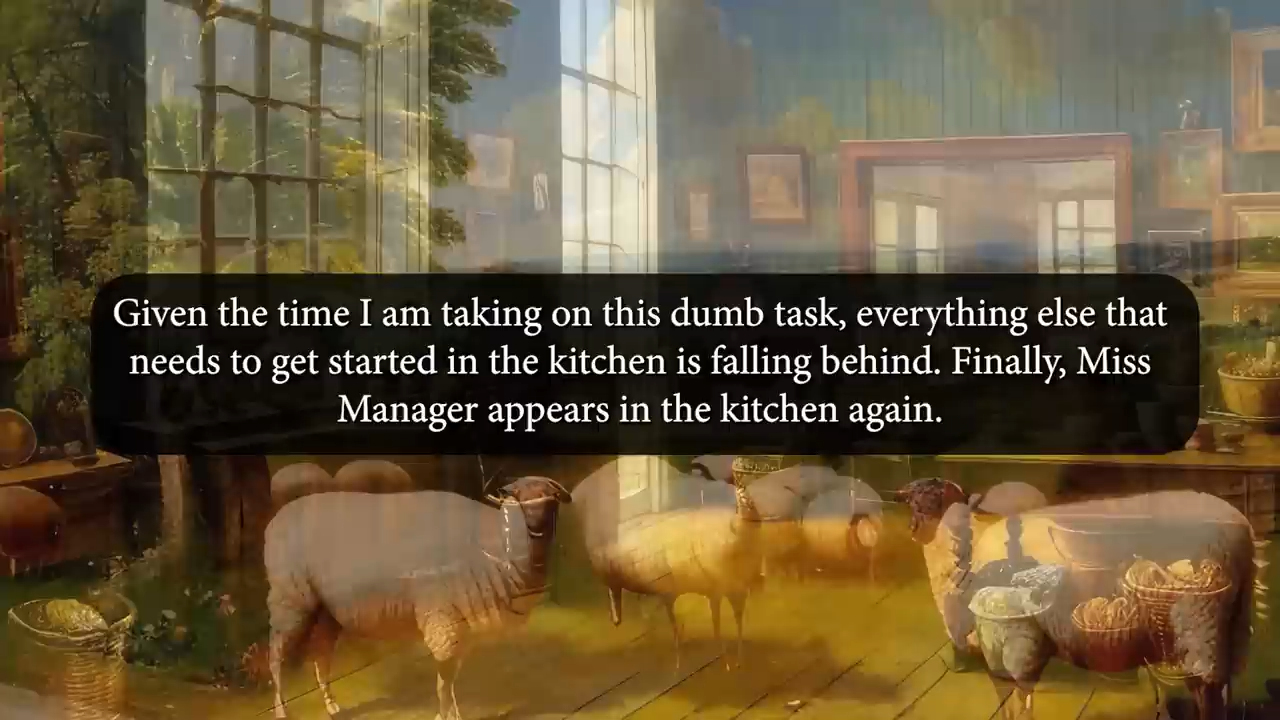 Given the time I am taking on this dumb task, everything else that
needs to get started in the kitchen is falling behind. Finally, Miss
Manager appears in the kitchen again.